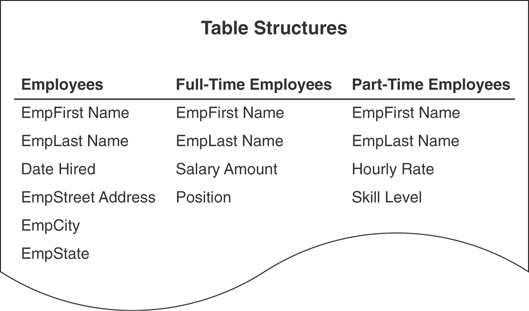 Table Structures
Employees Full-Time Employees Part-Time Employees
EmpFirst Name EmpFirst Name EmpFirst Name
EmpLast Name EmpLast Name EmpLast Name
Date Hired Salary Amount Hourly Rate
EmpStreet Address Position Skill Level
EmpCity
EmpState